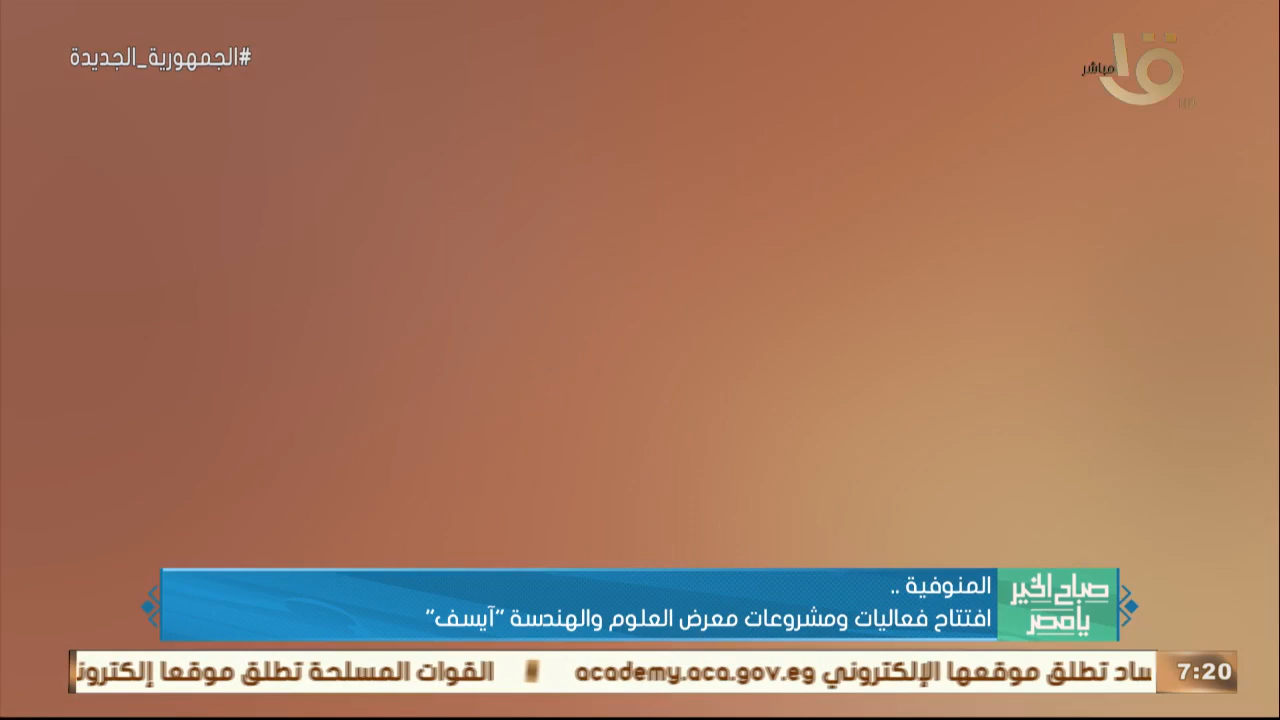 #الجمهورية_الجديدة
مباشر
صباح الخير
يا مصر
المنوفية ..
افتتاح فعاليات ومشروعات معرض العلوم والهندسة “آيسف”
7:20
ساد تطلق موقعها الإلكتروني academy.aca.gov.eg القوات المسلحة تطلق موقعا إلكترون